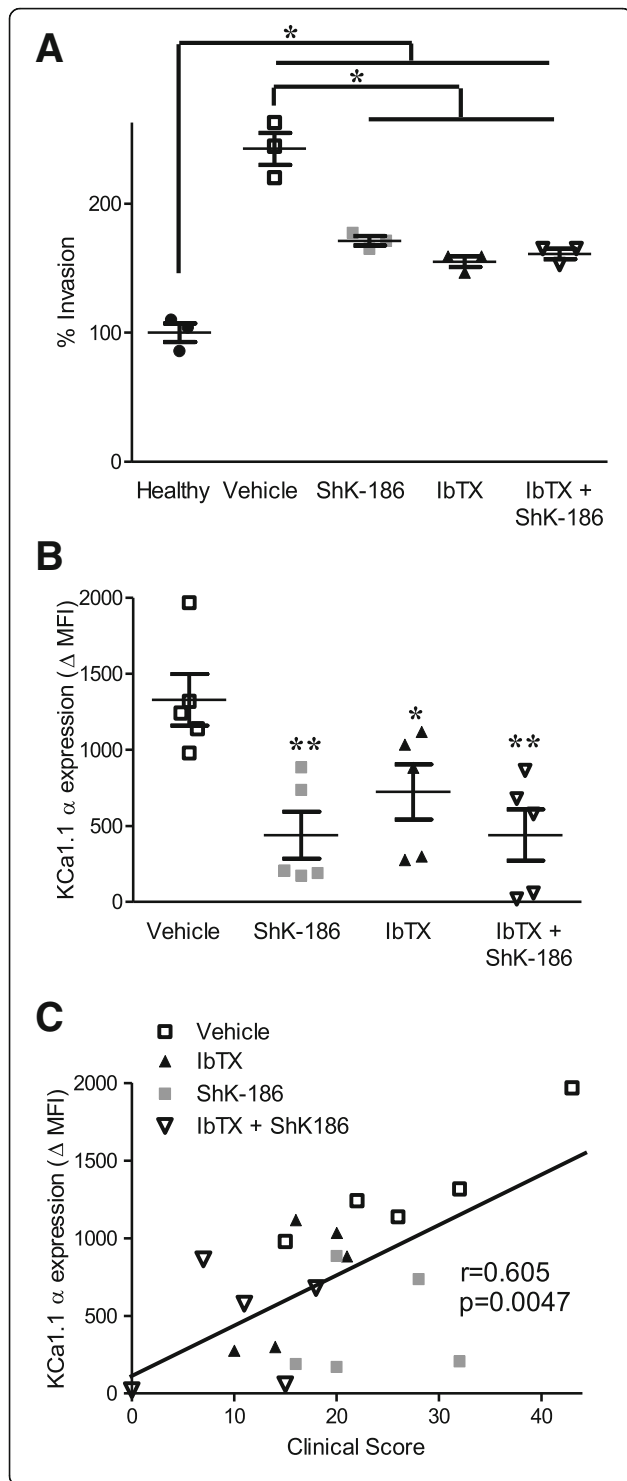 A
*
*
% Invasion
200
100
0
Healthy Vehicle ShK-186 IbTX IbTX +
ShK-186
B
KCa1.1 α expression (Δ MFI)
2000
1500
1000
500
0
**
*
**
Vehicle ShK-186 IbTX IbTX +
ShK-186
C
Vehicle
IbTX
ShK-186
IbTX + ShK186
KCa1.1 α expression (Δ MFI)
2000
1500
1000
500
0
r=0.605
p=0.0047
0 10 20 30 40
Clinical Score